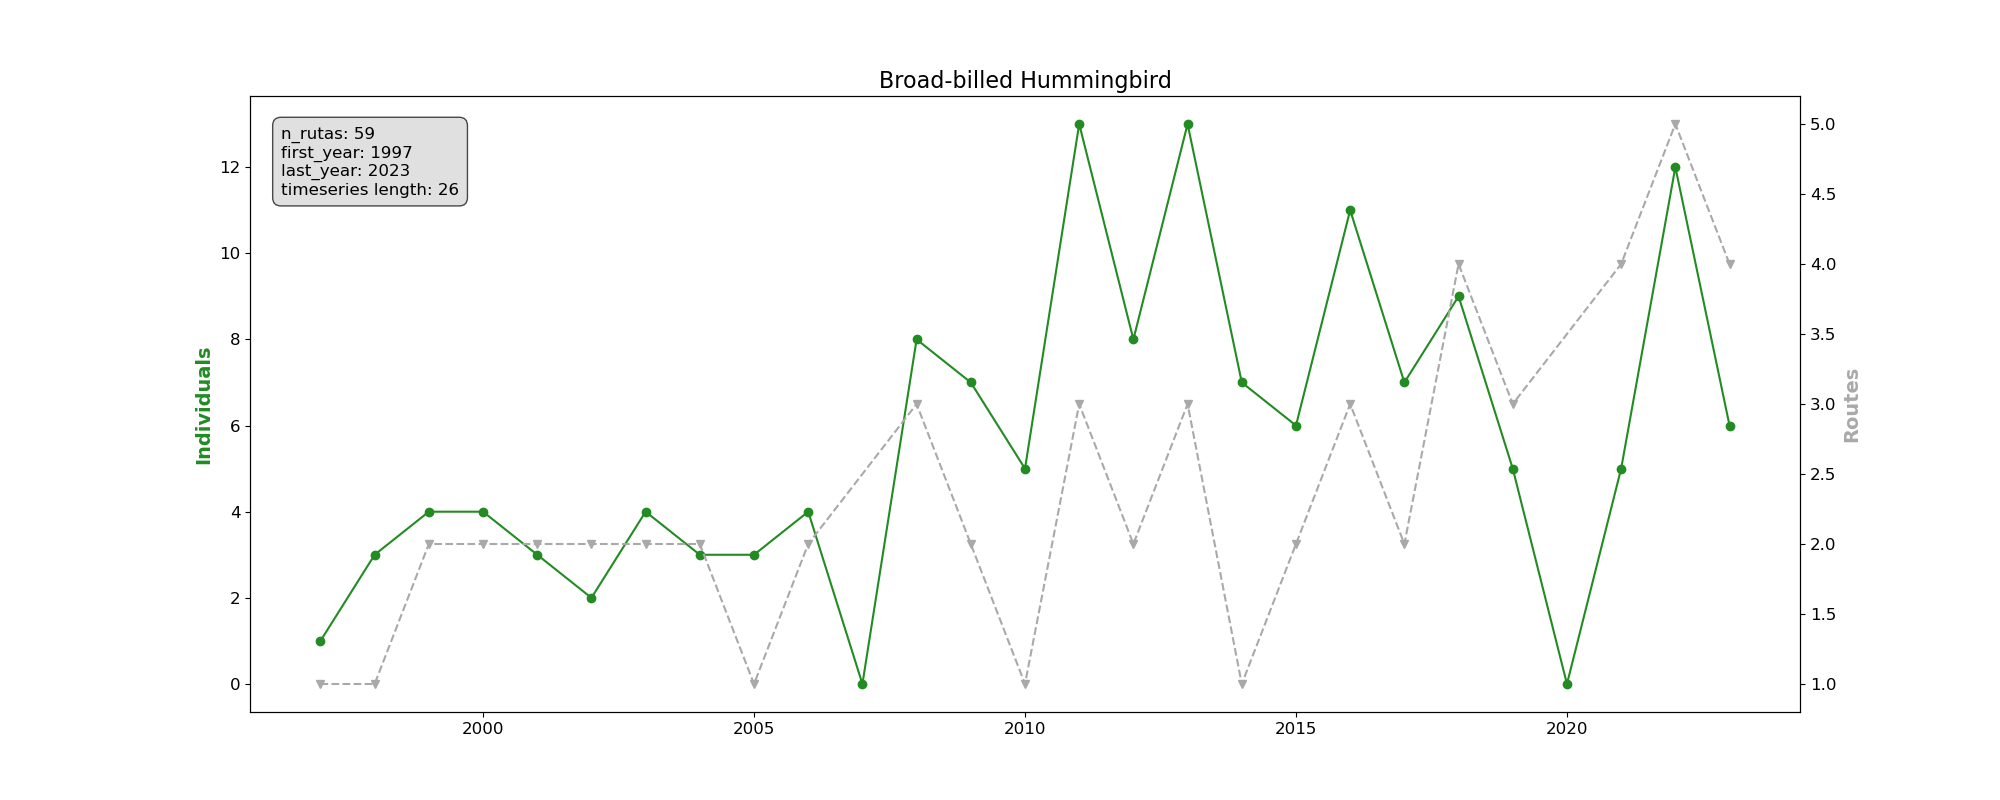 Broad-billed Hummingbird
n_rutas: 59
first_year: 1997
last_year: 2023
timeseries length: 26
Individuals
12
10
8
6
4
2
0
5.0
4.5
4.0
3.5
3.0
2.5
2.0
1.5
1.0
Routes
2000 2005 2010 2015 2020